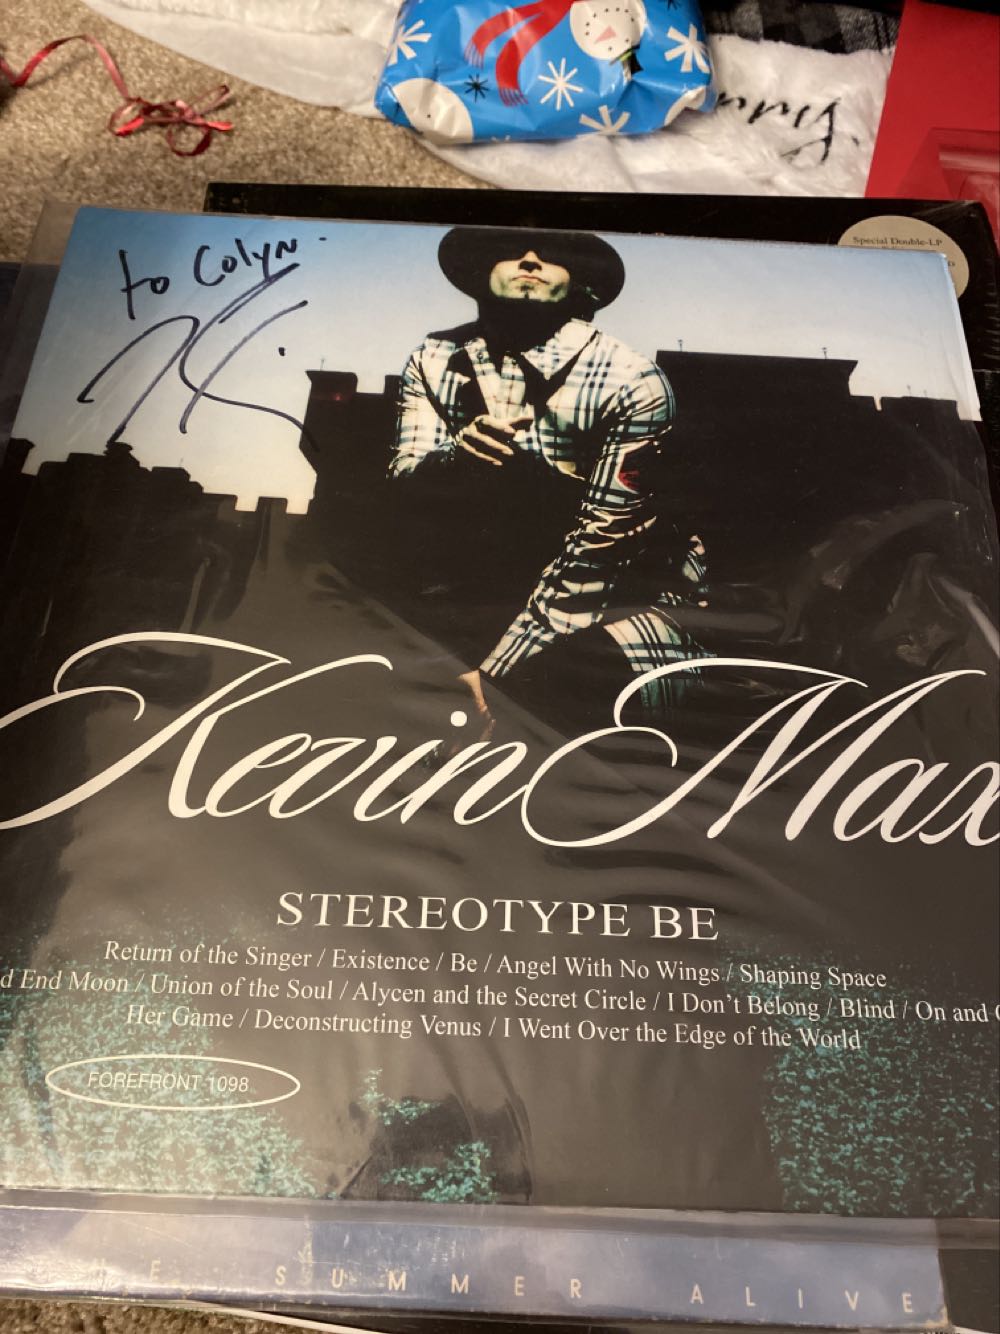 Special Double-LP
to Colyn
Kevin Max
STEREOTYPE BE
Return of the Singer / Existence / Be / Angel With No Wings / Shaping Space
d End Moon / Union of the Soul / Alycen and the Secret Circle / I Don't Belong / Blind / On and
Her Game / Deconstructing Venus / I Went Over the Edge of the World
FOREFRONT 1098
SUMMER ALIVE